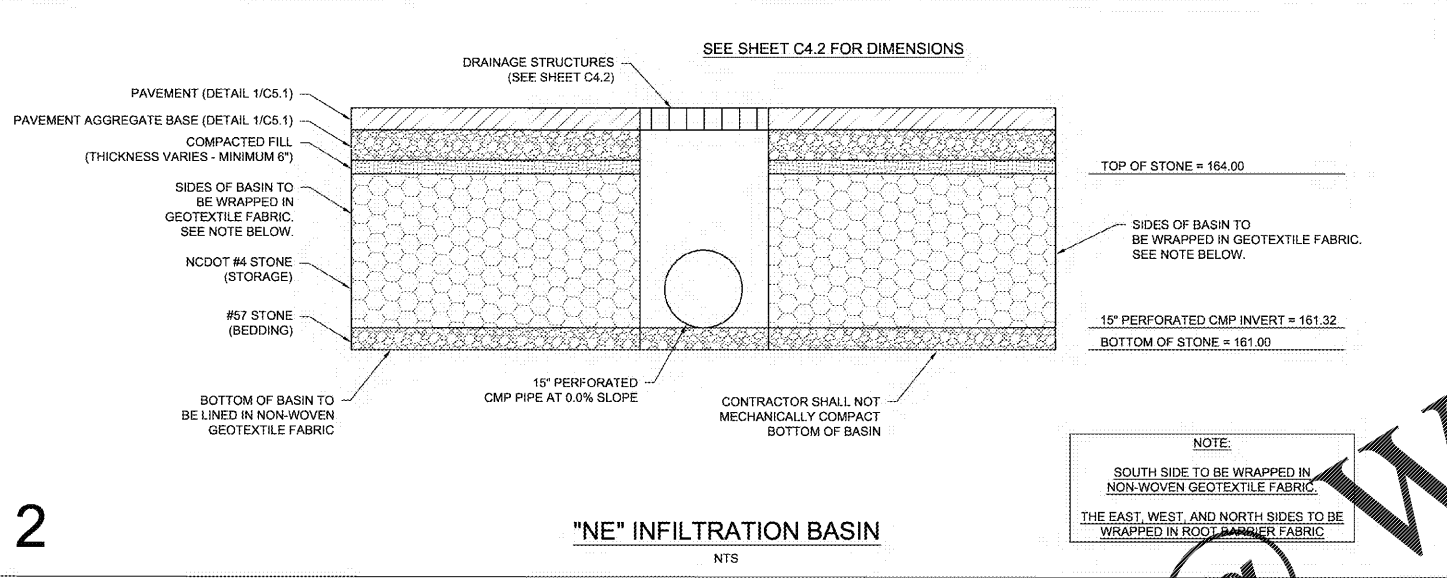 SEE SHEET C4.2 FOR DIMENSIONS
DRAINAGE STRUCTURES
(SEE SHEET C4.2)
PAVEMENT (DETAIL 1/C5.1)
PAVEMENT AGGREGATE BASE (DETAIL 1/C5.1)
COMPACTED FILL
(THICKNESS VARIES - MINIMUM 6")
SIDES OF BASIN TO
BE WRAPPED IN
GEOTEXTILE FABRIC.
SEE NOTE BELOW.
NCDOT #4 STONE
(STORAGE)
#57 STONE
(BEDDING)
TOP OF STONE = 164.00
SIDES OF BASIN TO
BE WRAPPED IN GEOTEXTILE FABRIC.
SEE NOTE BELOW.
15" PERFORATED CMP INVERT = 161.32
BOTTOM OF STONE = 161.00
BOTTOM OF BASIN TO
BE LINED IN NON-WOVEN
GEOTEXTILE FABRIC
15" PERFORATED
CMP PIPE AT 0.0% SLOPE
CONTRACTOR SHALL NOT
MECHANICALLY COMPACT
BOTTOM OF BASIN
NOTE:
SOUTH SIDE TO BE WRAPPED IN
NON-WOVEN GEOTEXTILE FABRIC.
THE EAST, WEST, AND NORTH SIDES TO BE
WRAPPED IN ROOT BARRIER FABRIC
2
"NE" INFILTRATION BASIN
NTS
W